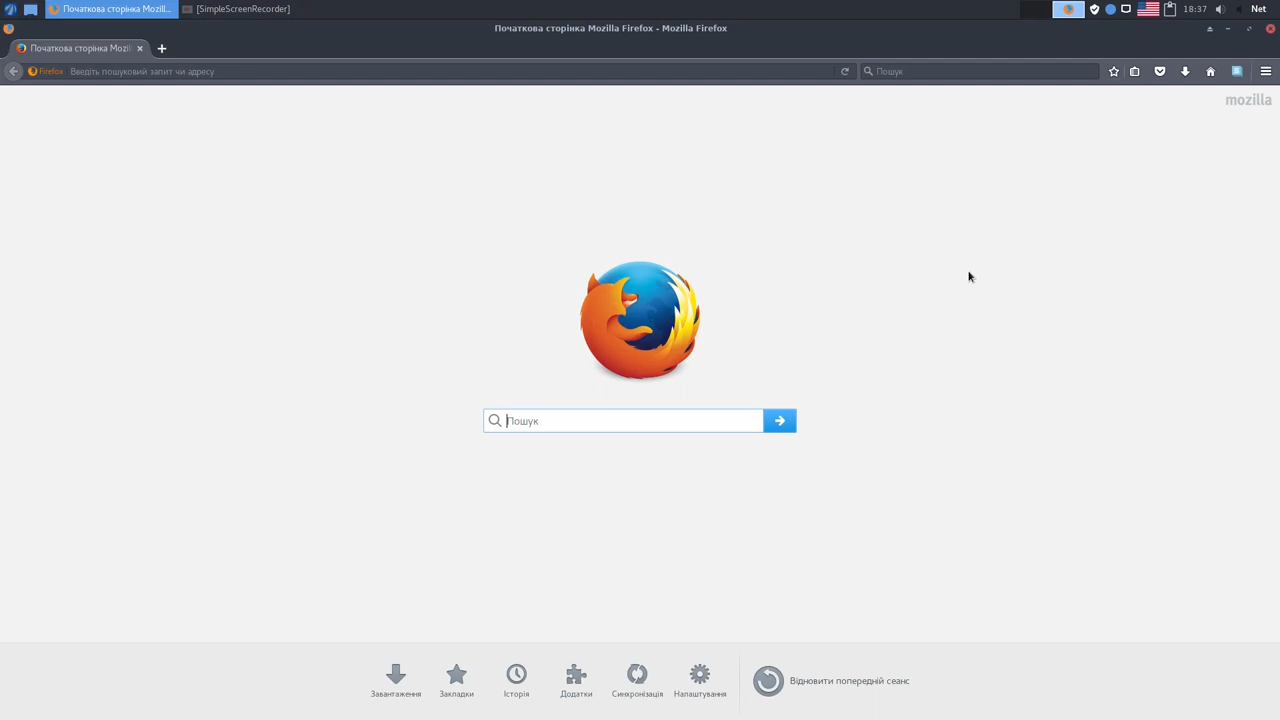 Початкова сторінка Mozill... [SimpleScreenRecorder] 18:37 Net
Початкова сторінка Mozilla Firefox - Mozilla Firefox
Початкова сторінка Mozil
Firefox Введіть пошуковий запит чи адресу Пошук
mozilla
Пошук
Завантаження Закладки Історія Додатки Синхронізація Налаштування Відновити попередній сеанс